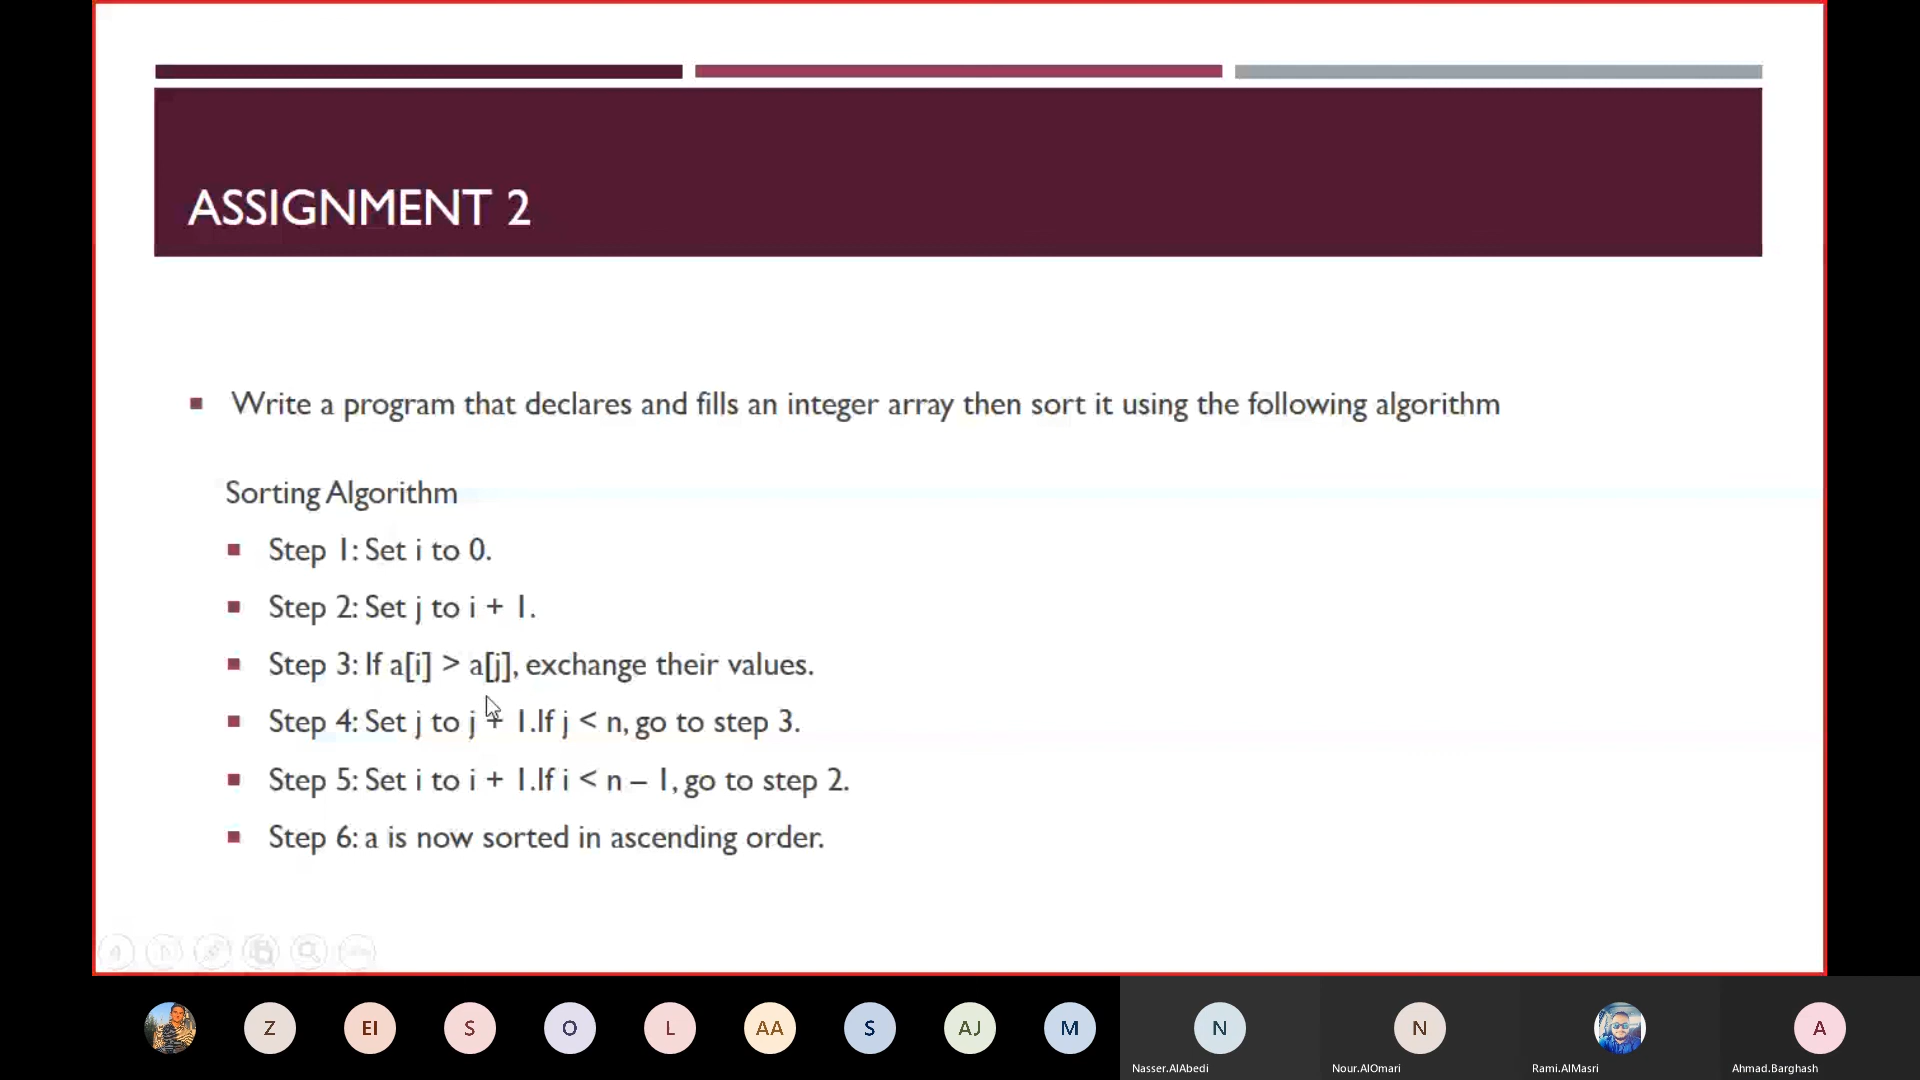 ASSIGNMENT 2
Write a program that declares and fills an integer array then sort it using the following algorithm
Sorting Algorithm
Step 1: Set i to 0.
Step 2: Set j to i + 1.
Step 3: If a[i] > a[j], exchange their values.
Step 4: Set j to j + 1.If j < n, go to step 3.
Step 5: Set i to i + 1.If i < n – 1, go to step 2.
Step 6: a is now sorted in ascending order.
Z EI S O L AA S AJ M N N A
Nasser.AlAbedi Nour.AlOmari Rami.AlMasri Ahmad.Barghash